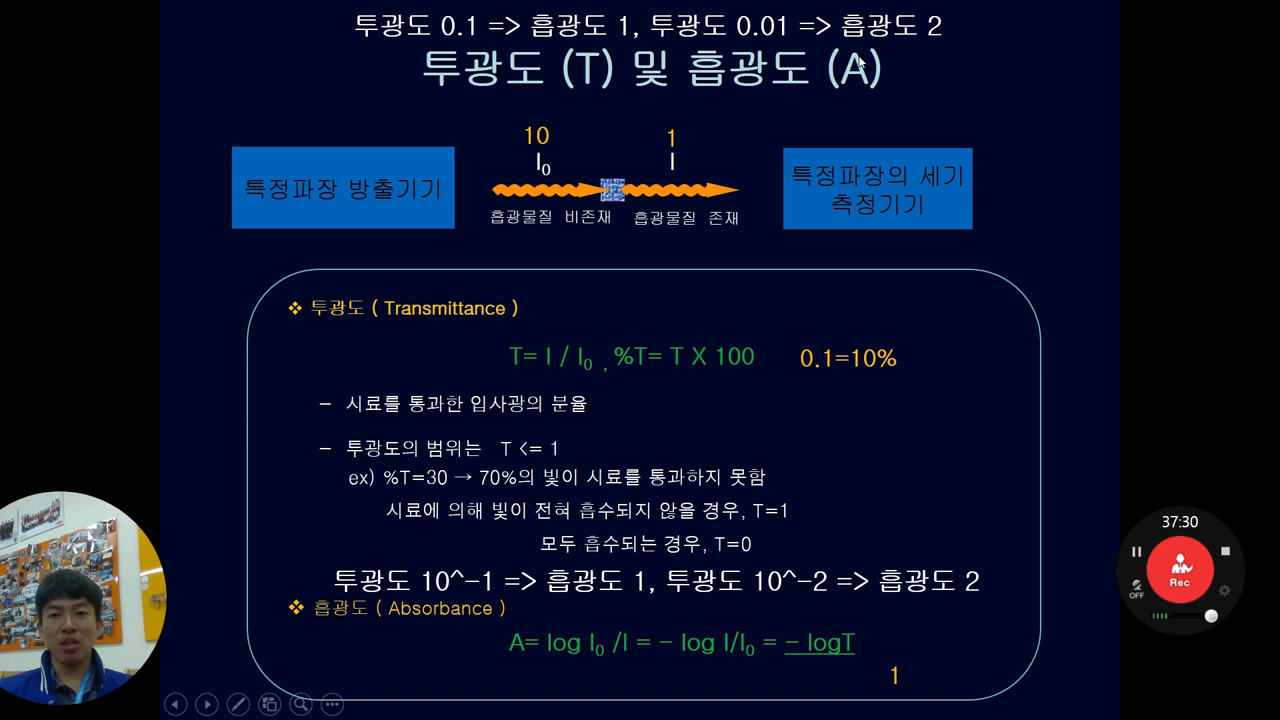 투광도 0.1 => 흡광도 1, 투광도 0.01 => 흡광도 2
투광도 (T) 및 흡광도 (A)
10
1
I₀
I
특정파장 방출기기
특정파장의 세기
측정기기
흡광물질 비존재
흡광물질 존재
❖ 투광도 ( Transmittance )
T= I / I₀ , %T= T X 100
0.1=10%
– 시료를 통과한 입사광의 분율
– 투광도의 범위는 T <= 1
ex) %T=30 → 70%의 빛이 시료를 통과하지 못함
시료에 의해 빛이 전혀 흡수되지 않을 경우, T=1
모두 흡수되는 경우, T=0
투광도 10^-1 => 흡광도 1, 투광도 10^-2 => 흡광도 2
❖ 흡광도 ( Absorbance )
A= log I₀ /I = – log I/I₀ = – logT
1
37:30
Rec
OFF